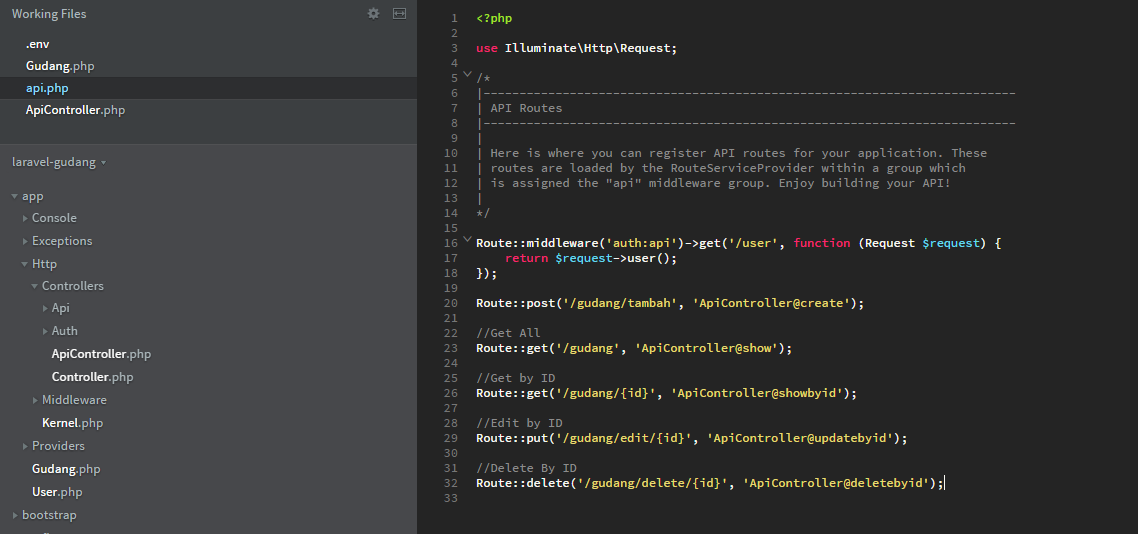 Working Files
.env
Gudang.php
api.php
ApiController.php
laravel-gudang
app
Console
Exceptions
Http
Controllers
Api
Auth
ApiController.php
Controller.php
Middleware
Kernel.php
Providers
Gudang.php
User.php
bootstrap
1 <?php
2
3 use Illuminate\Http\Request;
4
5 /*
6 |--------------------------------------------------------------------------
7 | API Routes
8 |--------------------------------------------------------------------------
9 |
10 | Here is where you can register API routes for your application. These
11 | routes are loaded by the RouteServiceProvider within a group which
12 | is assigned the "api" middleware group. Enjoy building your API!
13 |
14 */
15
16 Route::middleware('auth:api')->get('/user', function (Request $request) {
17     return $request->user();
18 });
19
20 Route::post('/gudang/tambah', 'ApiController@create');
21
22 //Get All
23 Route::get('/gudang', 'ApiController@show');
24
25 //Get by ID
26 Route::get('/gudang/{id}', 'ApiController@showbyid');
27
28 //Edit by ID
29 Route::put('/gudang/edit/{id}', 'ApiController@updatebyid');
30
31 //Delete By ID
32 Route::delete('/gudang/delete/{id}', 'ApiController@deletebyid');
33